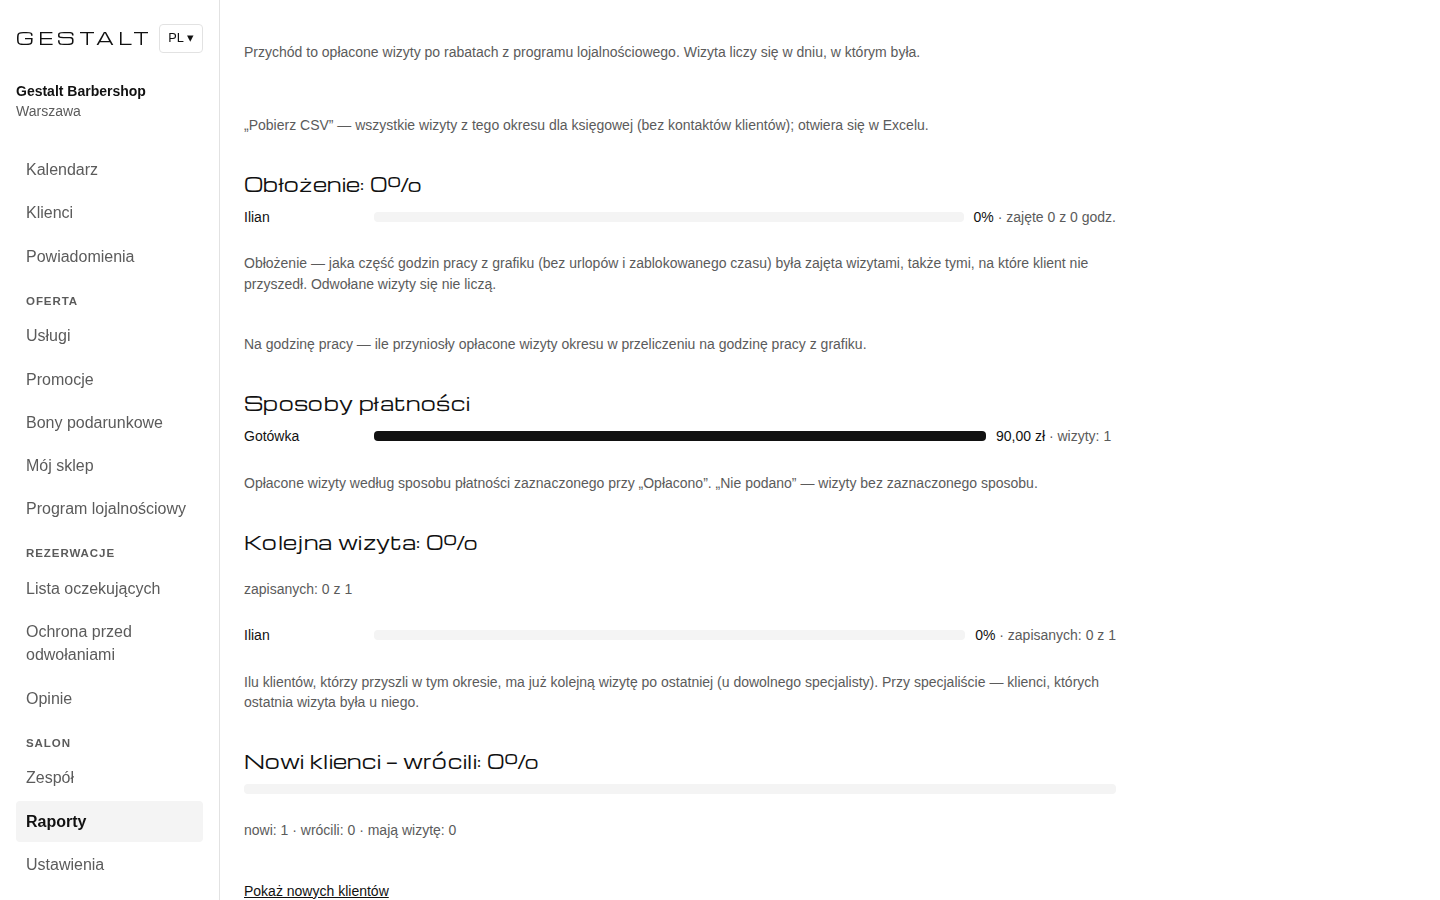 GESTALT
PL ▾
Gestalt Barbershop
Warszawa
Kalendarz
Klienci
Powiadomienia
OFERTA
Usługi
Promocje
Bony podarunkowe
Mój sklep
Program lojalnościowy
REZERWACJE
Lista oczekujących
Ochrona przed
odwołaniami
Opinie
SALON
Zespół
Raporty
Ustawienia
Przychód to opłacone wizyty po rabatach z programu lojalnościowego. Wizyta liczy się w dniu, w którym była.
„Pobierz CSV” — wszystkie wizyty z tego okresu dla księgowej (bez kontaktów klientów); otwiera się w Excelu.
Obłożenie: 0%
Ilian 0% · zajęte 0 z 0 godz.
Obłożenie — jaka część godzin pracy z grafiku (bez urlopów i zablokowanego czasu) była zajęta wizytami, także tymi, na które klient nie
przyszedł. Odwołane wizyty się nie liczą.
Na godzinę pracy — ile przyniosły opłacone wizyty okresu w przeliczeniu na godzinę pracy z grafiku.
Sposoby płatności
Gotówka 90,00 zł · wizyty: 1
Opłacone wizyty według sposobu płatności zaznaczonego przy „Opłacono”. „Nie podano” — wizyty bez zaznaczonego sposobu.
Kolejna wizyta: 0%
zapisanych: 0 z 1
Ilian 0% · zapisanych: 0 z 1
Ilu klientów, którzy przyszli w tym okresie, ma już kolejną wizytę po ostatniej (u dowolnego specjalisty). Przy specjaliście — klienci, których
ostatnia wizyta była u niego.
Nowi klienci – wrócili: 0%
nowi: 1 · wrócili: 0 · mają wizytę: 0
Pokaż nowych klientów